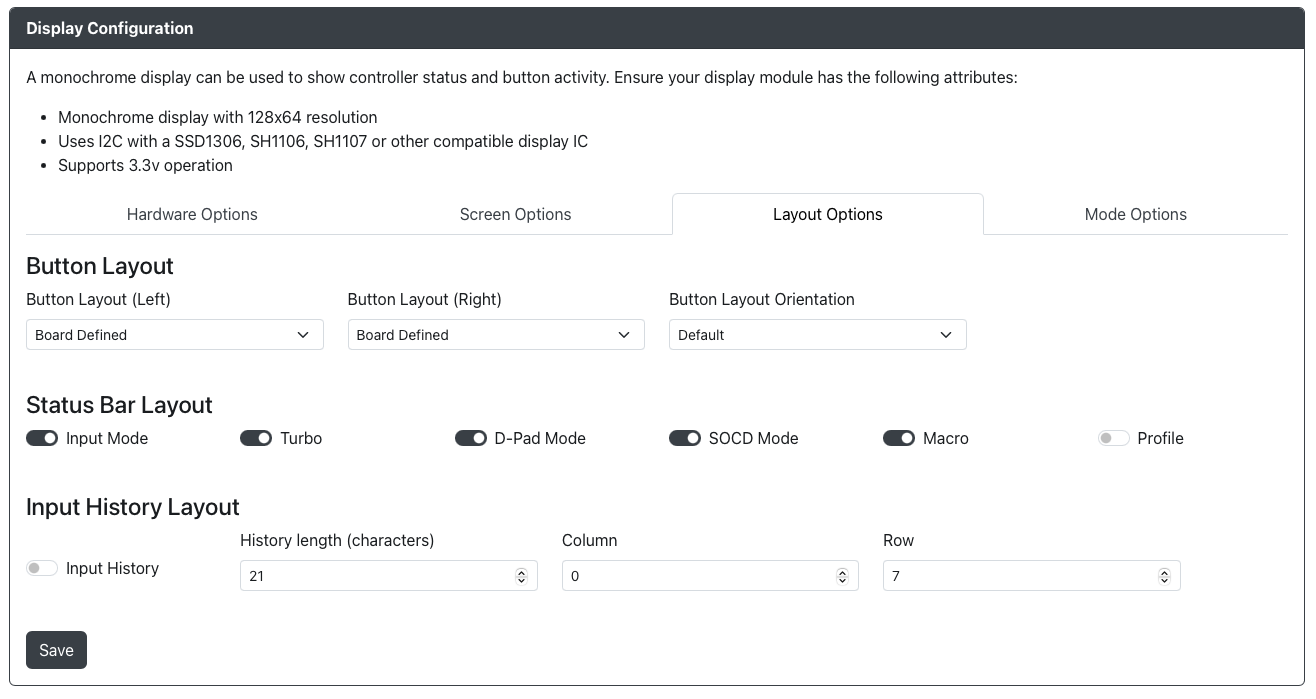 Display Configuration
A monochrome display can be used to show controller status and button activity. Ensure your display module has the following attributes:
Monochrome display with 128x64 resolution
Uses I2C with a SSD1306, SH1106, SH1107 or other compatible display IC
Supports 3.3v operation
Hardware Options Screen Options Layout Options Mode Options
Button Layout
Button Layout (Left) Button Layout (Right) Button Layout Orientation
Board Defined Board Defined Default
Status Bar Layout
Input Mode Turbo D-Pad Mode SOCD Mode Macro Profile
Input History Layout
History length (characters) Column Row
Input History 21 0 7
Save